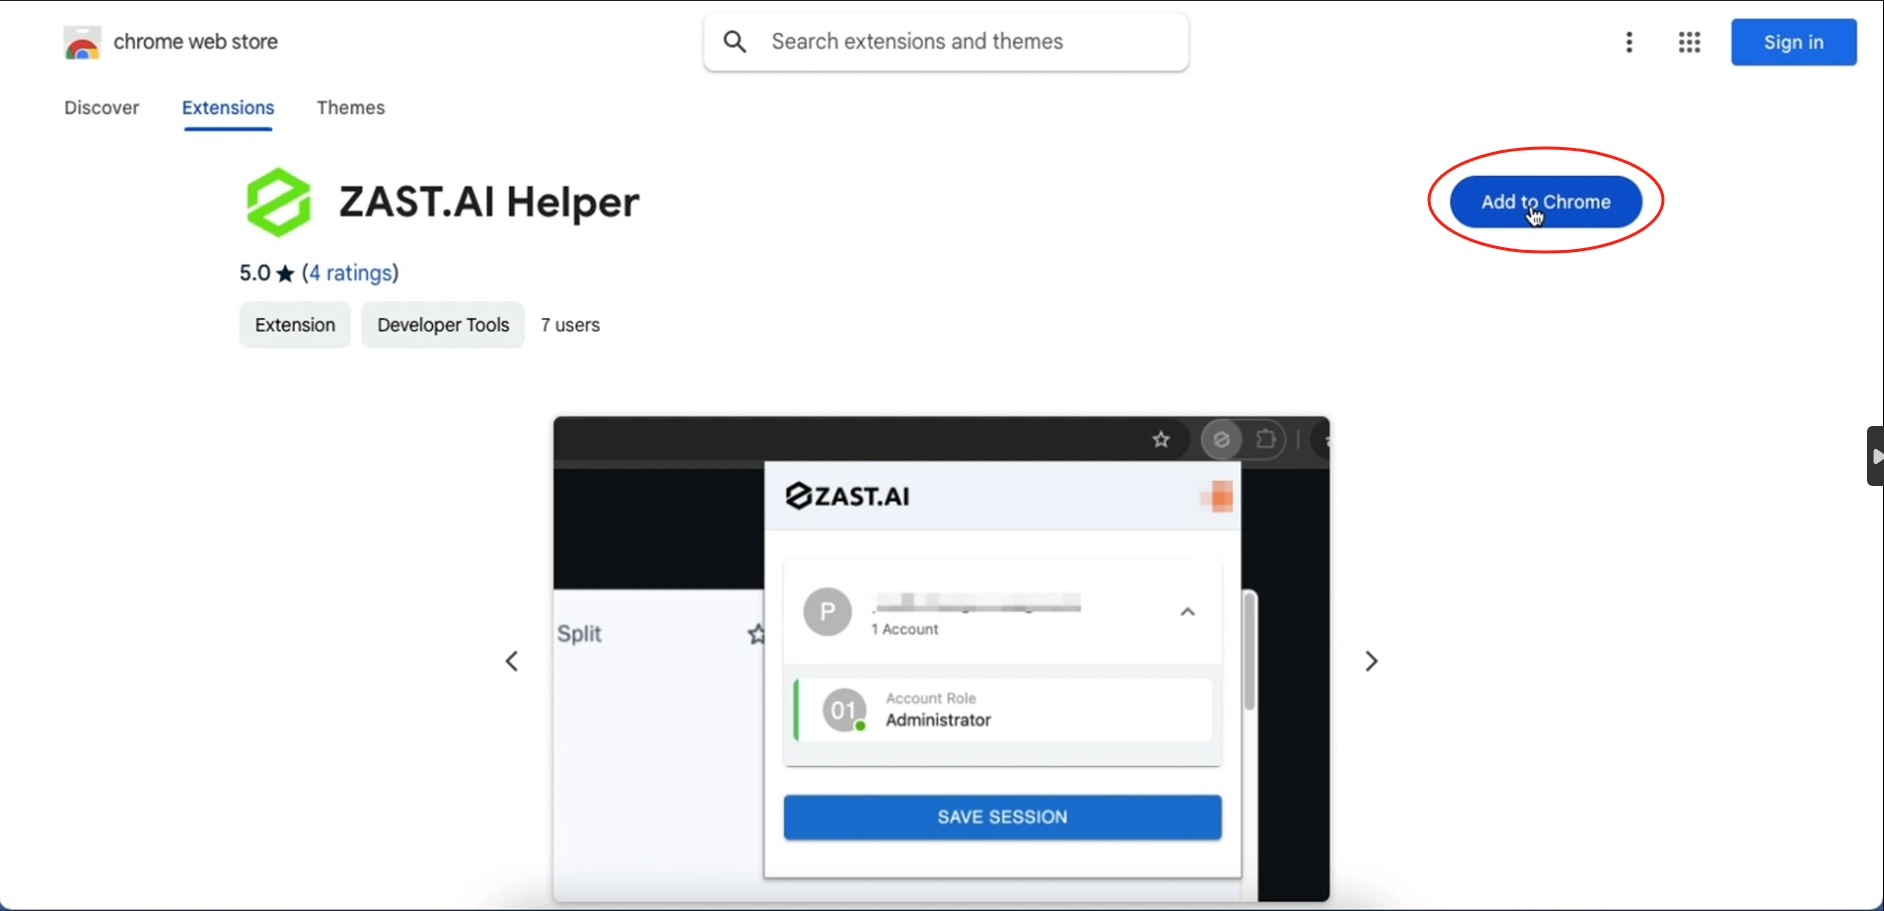 chrome web store
Search extensions and themes
Sign in
Discover
Extensions
Themes
ZAST.AI Helper
Add to Chrome
5.0 ★ (4 ratings)
Extension
Developer Tools
7 users
ZAST.AI
Split
P
1 Account
01
Account Role
Administrator
SAVE SESSION